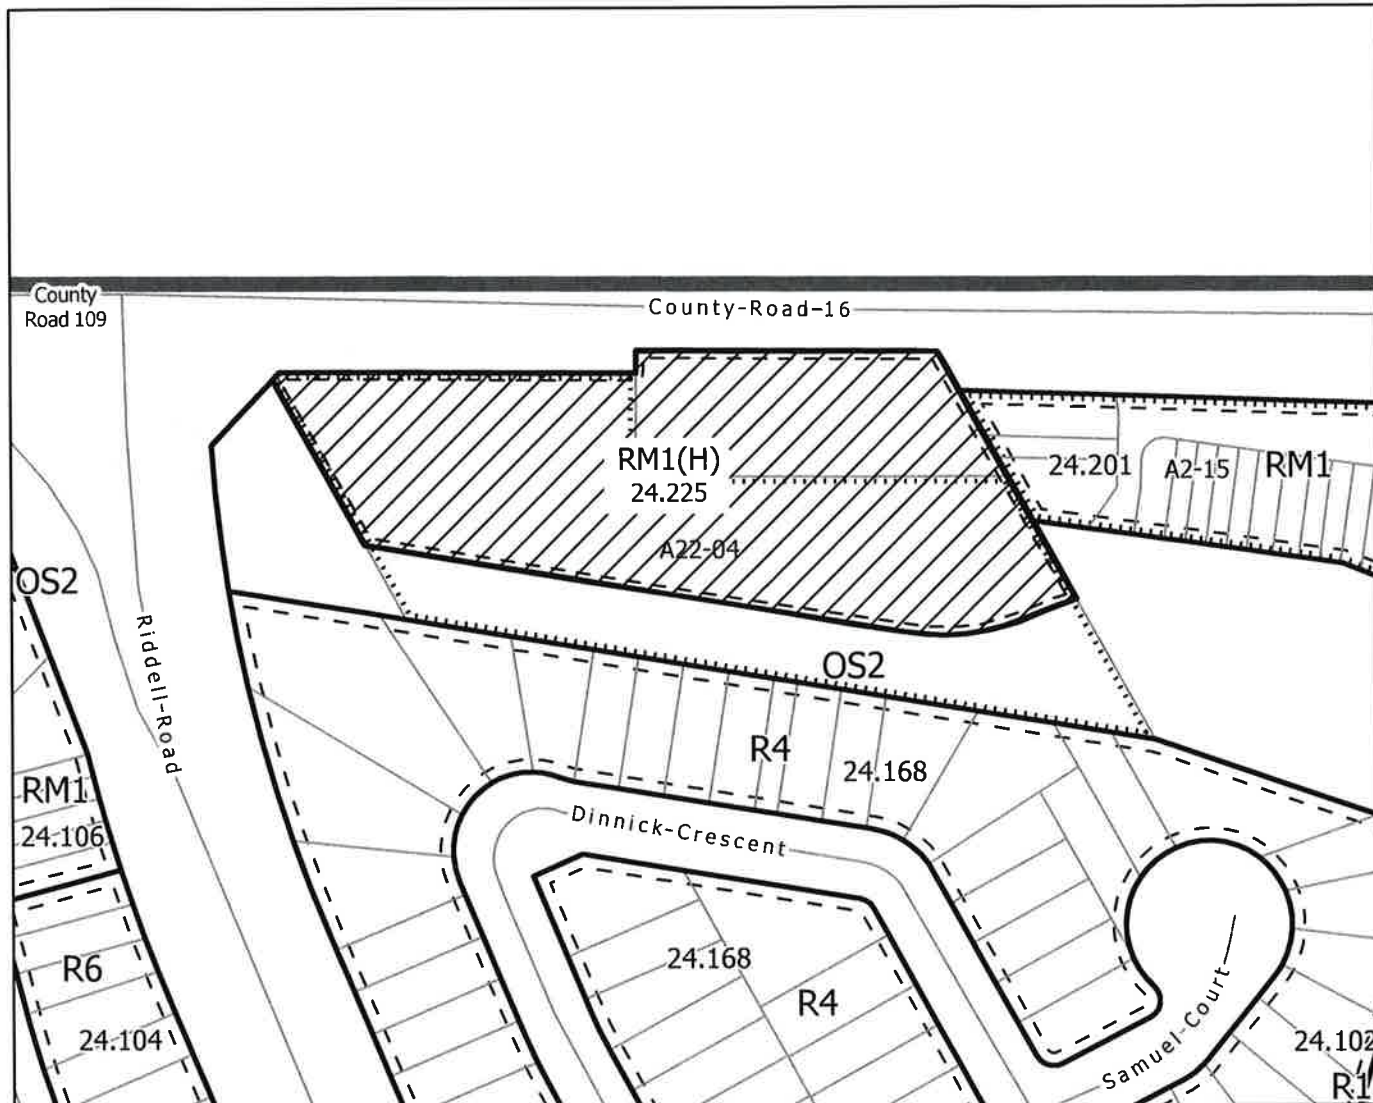 County
Road 109
County-Road-16
RM1(H)
24.225
24.201
A2-15
RM1
A22-04
OS2
Riddell-Road
OS2
R4
24.168
RM1
24.106
Dinnick-Crescent
R6
24.168
R4
24.104
Samuel-Court
24.102
R1